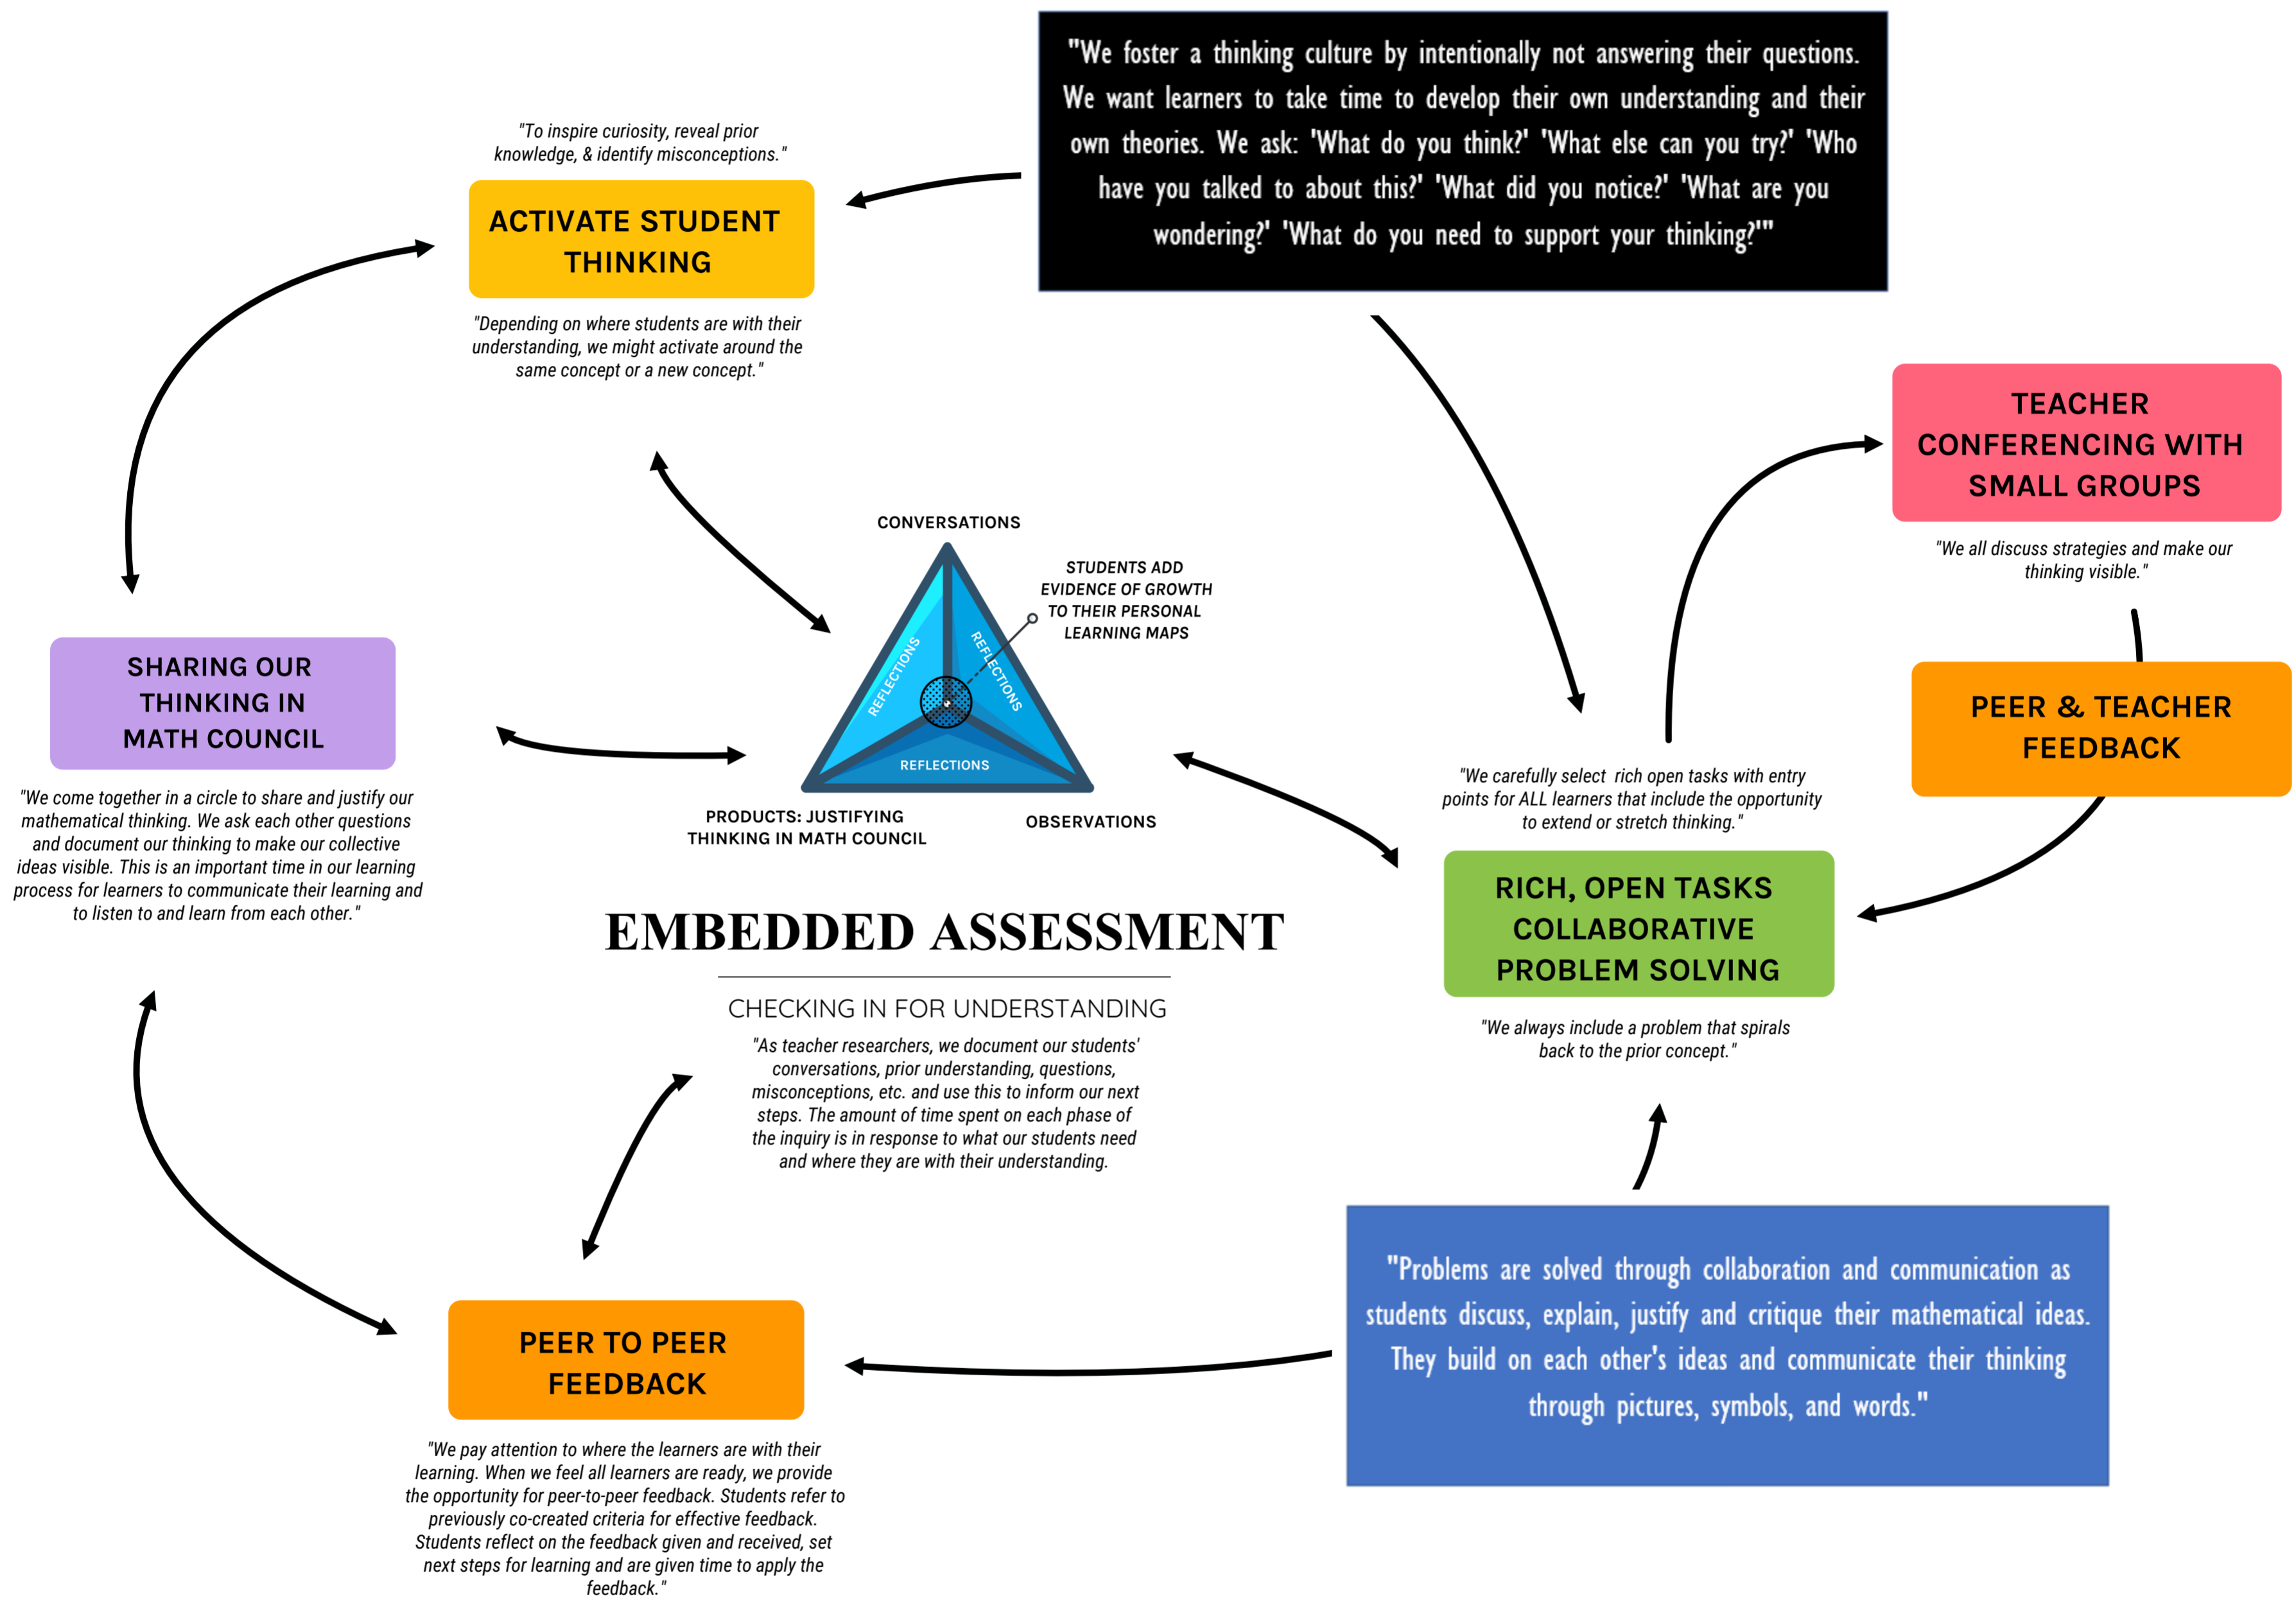 "We foster a thinking culture by intentionally not answering their questions.
We want learners to take time to develop their own understanding and their
own theories. We ask: 'What do you think?' 'What else can you try?' 'Who
have you talked to about this?' 'What did you notice?' 'What are you
wondering?' 'What do you need to support your thinking?'"
"To inspire curiosity, reveal prior
knowledge, & identify misconceptions."
ACTIVATE STUDENT
THINKING
"Depending on where students are with their
understanding, we might activate around the
same concept or a new concept."
TEACHER
CONFERENCING WITH
SMALL GROUPS
"We all discuss strategies and make our
thinking visible."
PEER & TEACHER
FEEDBACK
CONVERSATIONS
STUDENTS ADD
EVIDENCE OF GROWTH
TO THEIR PERSONAL
LEARNING MAPS
REFLECTIONS
REFLECTIONS
REFLECTIONS
PRODUCTS: JUSTIFYING
THINKING IN MATH COUNCIL
OBSERVATIONS
SHARING OUR
THINKING IN
MATH COUNCIL
"We come together in a circle to share and justify our
mathematical thinking. We ask each other questions
and document our thinking to make our collective
ideas visible. This is an important time in our learning
process for learners to communicate their learning and
to listen to and learn from each other."
"We carefully select rich open tasks with entry
points for ALL learners that include the opportunity
to extend or stretch thinking."
RICH, OPEN TASKS
COLLABORATIVE
PROBLEM SOLVING
"We always include a problem that spirals
back to the prior concept."
EMBEDDED ASSESSMENT
CHECKING IN FOR UNDERSTANDING
"As teacher researchers, we document our students'
conversations, prior understanding, questions,
misconceptions, etc. and use this to inform our next
steps. The amount of time spent on each phase of
the inquiry is in response to what our students need
and where they are with their understanding.
"Problems are solved through collaboration and communication as
students discuss, explain, justify and critique their mathematical ideas.
They build on each other's ideas and communicate their thinking
through pictures, symbols, and words."
PEER TO PEER
FEEDBACK
"We pay attention to where the learners are with their
learning. When we feel all learners are ready, we provide
the opportunity for peer-to-peer feedback. Students refer to
previously co-created criteria for effective feedback.
Students reflect on the feedback given and received, set
next steps for learning and are given time to apply the
feedback."